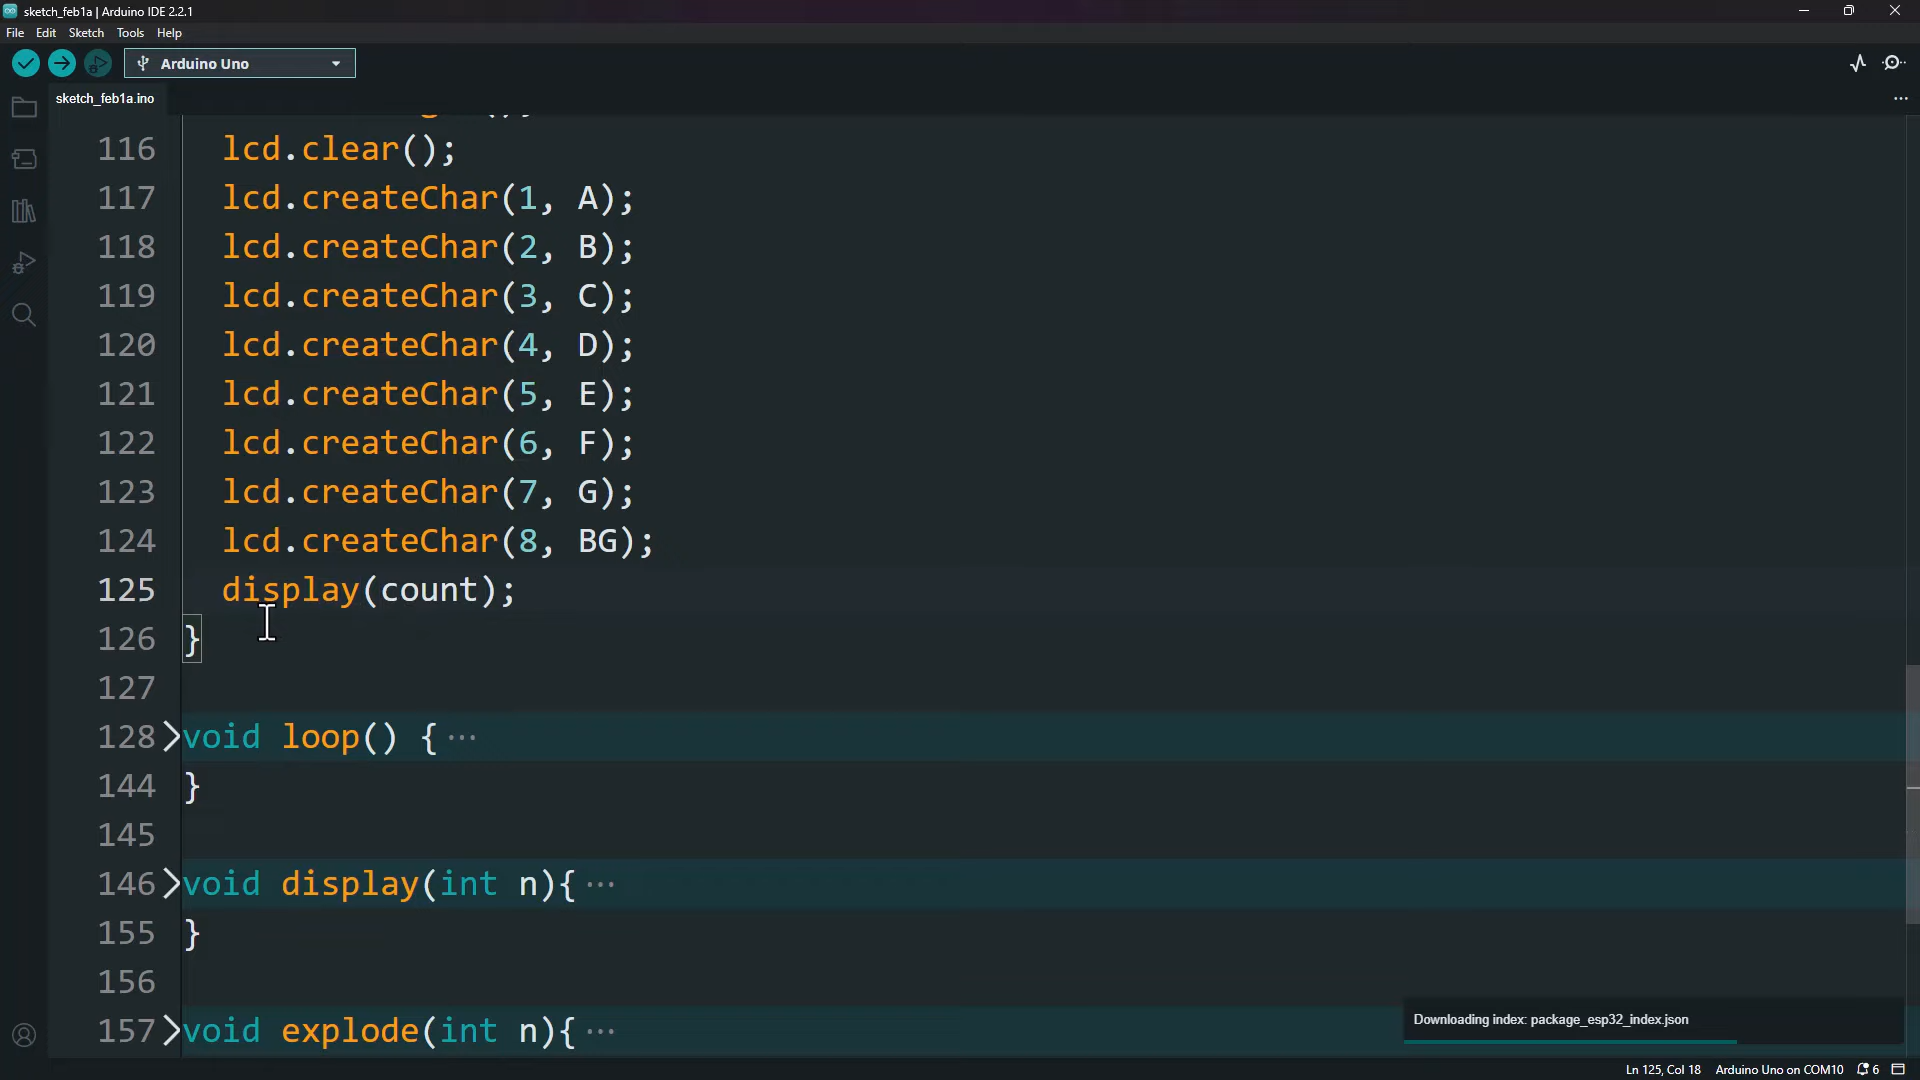 sketch_feb1a | Arduino IDE 2.2.1
File Edit Sketch Tools Help
Arduino Uno
sketch_feb1a.ino
116 lcd.clear();
117 lcd.createChar(1, A);
118 lcd.createChar(2, B);
119 lcd.createChar(3, C);
120 lcd.createChar(4, D);
121 lcd.createChar(5, E);
122 lcd.createChar(6, F);
123 lcd.createChar(7, G);
124 lcd.createChar(8, BG);
125 display(count);
126 }
127
128 void loop() { ...
144 }
145
146 void display(int n){ ...
155 }
156
157 void explode(int n){ ...
Downloading index: package_esp32_index.json
Ln 125, Col 18 Arduino Uno on COM10 6